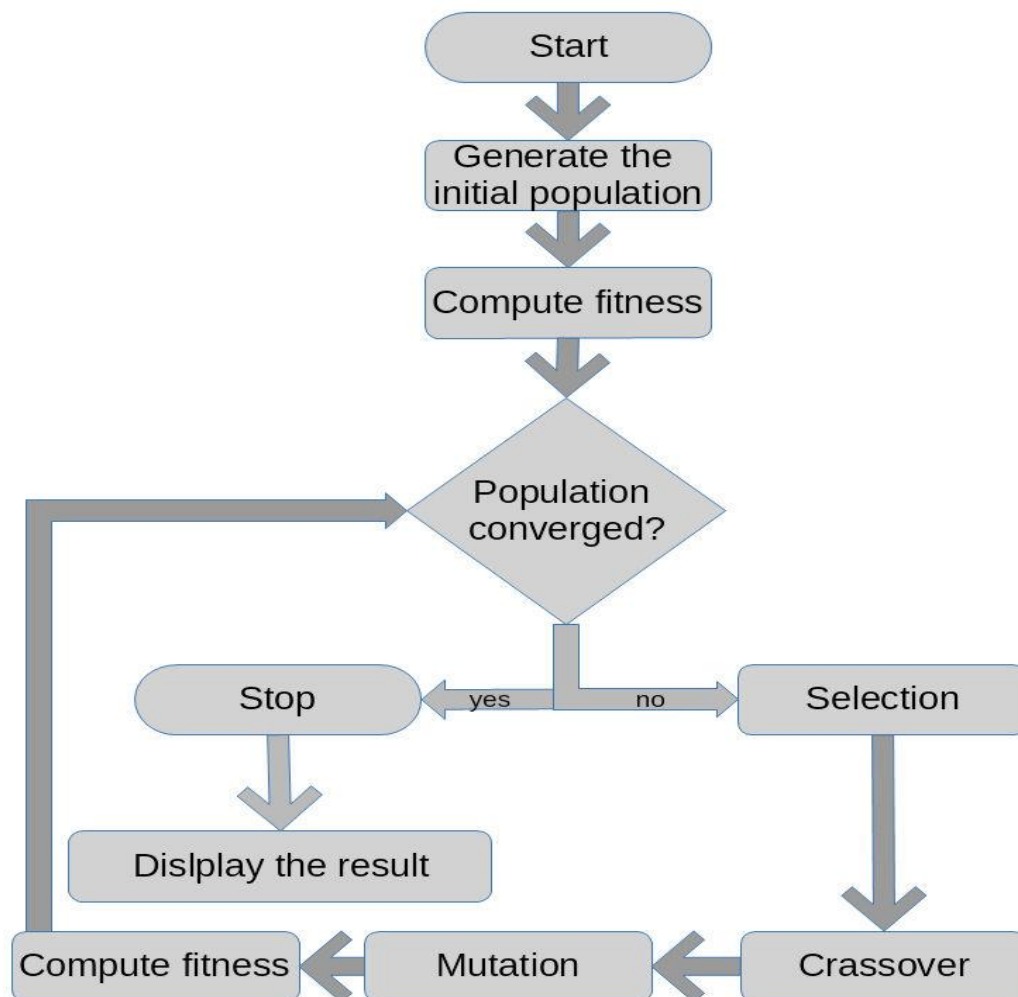 Start
Generate the
initial population
Compute fitness
Population
converged?
yes
no
Stop
Selection
Dislplay the result
Compute fitness
Mutation
Crassover